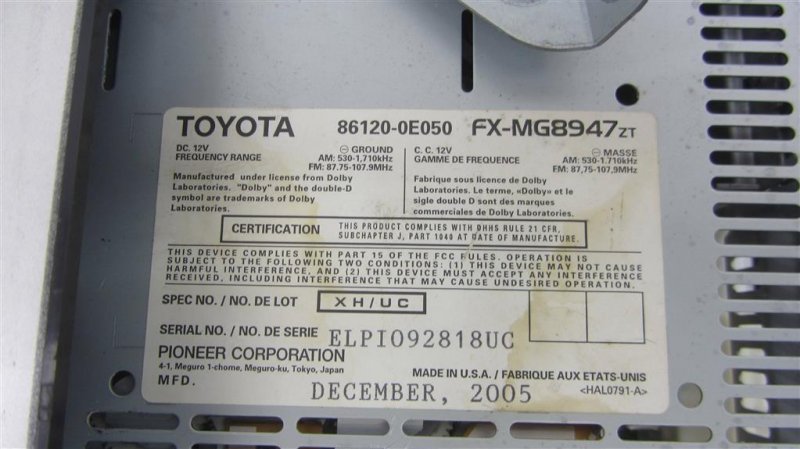 TOYOTA 86120-0E050 FX-MG8947ZT
DC. 12V ⊖ GROUND
FREQUENCY RANGE AM: 530-1,710kHz
FM: 87.75-107.9MHz
Manufactured under license from Dolby
Laboratories. "Dolby" and the double-D
symbol are trademarks of Dolby
Laboratories.
C. C. 12V ⊖ MASSE
GAMME DE FREQUENCE AM: 530-1.710kHz
FM: 87,75-107,9MHz
Fabrique sous licence de Dolby
Laboratories. Le terme, «Dolby» et le
sigle double D sont des marques
commerciales de Dolby Laboratories.
CERTIFICATION THIS PRODUCT COMPLIES WITH DHHS RULE 21 CFR,
SUBCHAPTER J, PART 1040 AT DATE OF MANUFACTURE.
THIS DEVICE COMPLIES WITH PART 15 OF THE FCC FULES. OPERATION IS
SUBJECT TO THE FOLLOWING TWO CONDITIONS: (1) THIS DEVICE MAY NOT CAUSE
HARMFUL INTERFERENCE, AND (2) THIS DEVICE MUST ACCEPT ANY INTERFERENCE
RECEIVED, INCLUDING INTERFERENCE THAT MAY CAUSE UNDESIRED OPERATION.
SPEC NO. / NO. DE LOT XH/UC
SERIAL NO. / NO. DE SERIE ELPI092818UC
PIONEER CORPORATION
4-1, Meguro 1-chome, Meguro-ku, Tokyo, Japan
MADE IN U.S.A. / FABRIQUE AUX ETATS-UNIS
MFD. DECEMBER, 2005 <HAL0791-A>